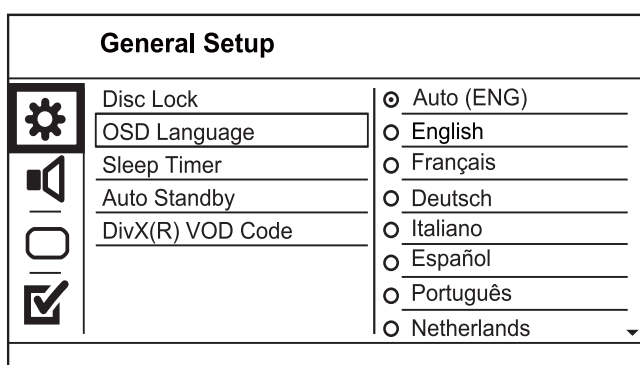 General Setup
Disc Lock
OSD Language
Sleep Timer
Auto Standby
DivX(R) VOD Code
Auto (ENG)
English
Français
Deutsch
Italiano
Español
Português
Netherlands